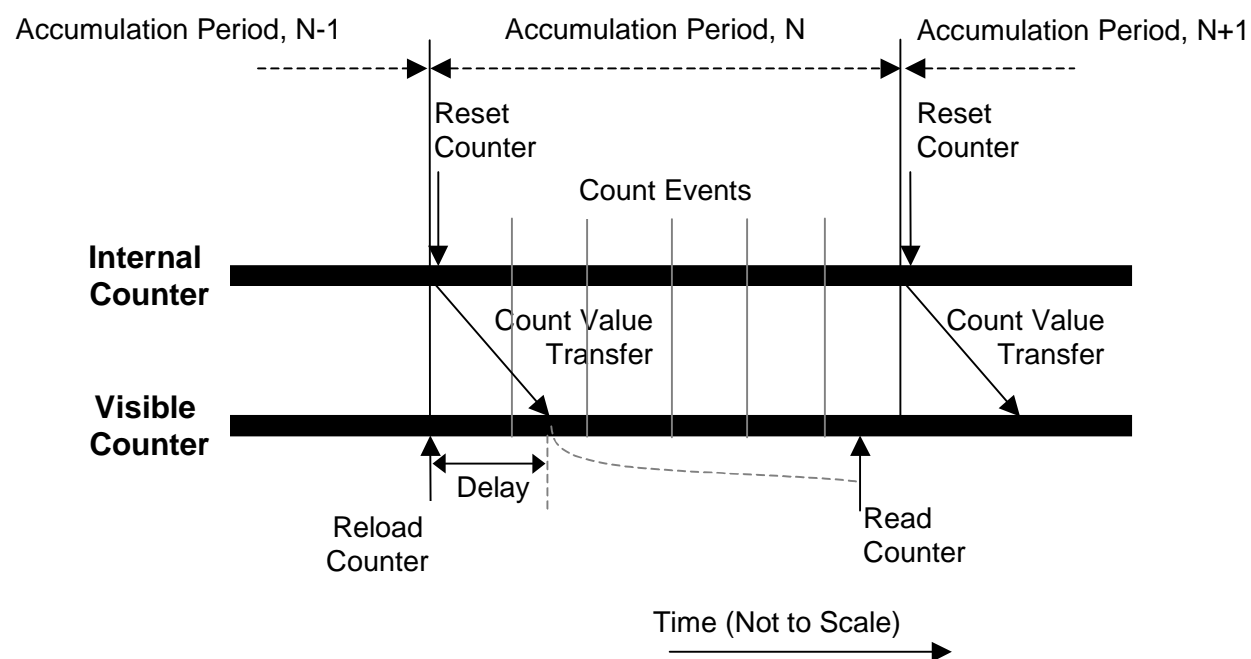 Accumulation Period, N-1
Accumulation Period, N
Accumulation Period, N+1
Reset
Counter
Reset
Counter
Count Events
Internal
Counter
Count Value
Transfer
Count Value
Transfer
Visible
Counter
Delay
Reload
Counter
Read
Counter
Time (Not to Scale)